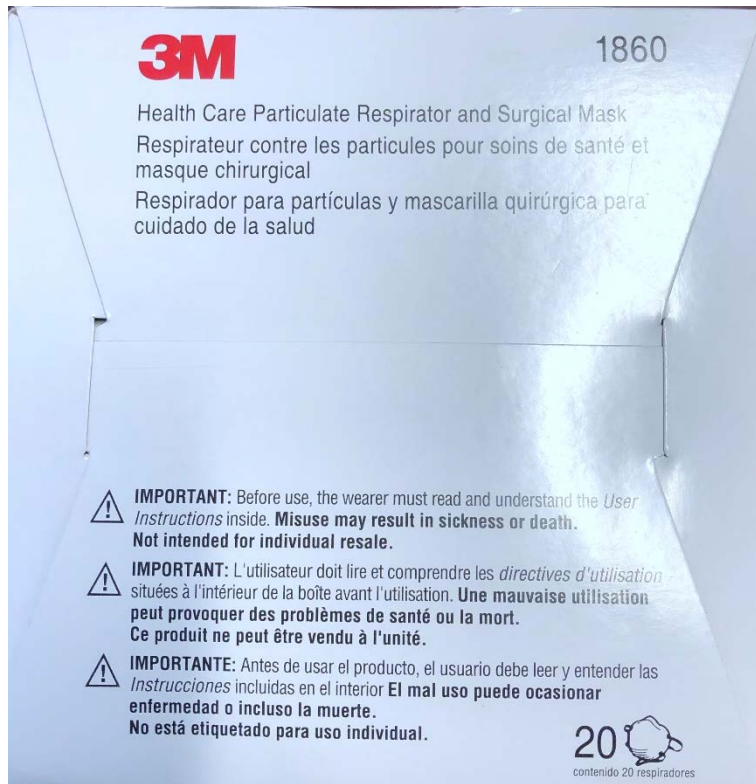 3M
1860
Health Care Particulate Respirator and Surgical Mask
Respirateur contre les particules pour soins de santé et
masque chirurgical
Respirador para partículas y mascarilla quirúrgica para
cuidado de la salud
IMPORTANT: Before use, the wearer must read and understand the User
Instructions inside. Misuse may result in sickness or death.
Not intended for individual resale.
IMPORTANT: L'utilisateur doit lire et comprendre les directives d'utilisation
situées à l'intérieur de la boîte avant l'utilisation. Une mauvaise utilisation
peut provoquer des problèmes de santé ou la mort.
Ce produit ne peut être vendu à l'unité.
IMPORTANTE: Antes de usar el producto, el usuario debe leer y entender las
Instrucciones incluidas en el interior El mal uso puede ocasionar
enfermedad o incluso la muerte.
No está etiquetado para uso individual.
20
contenido 20 respiradores